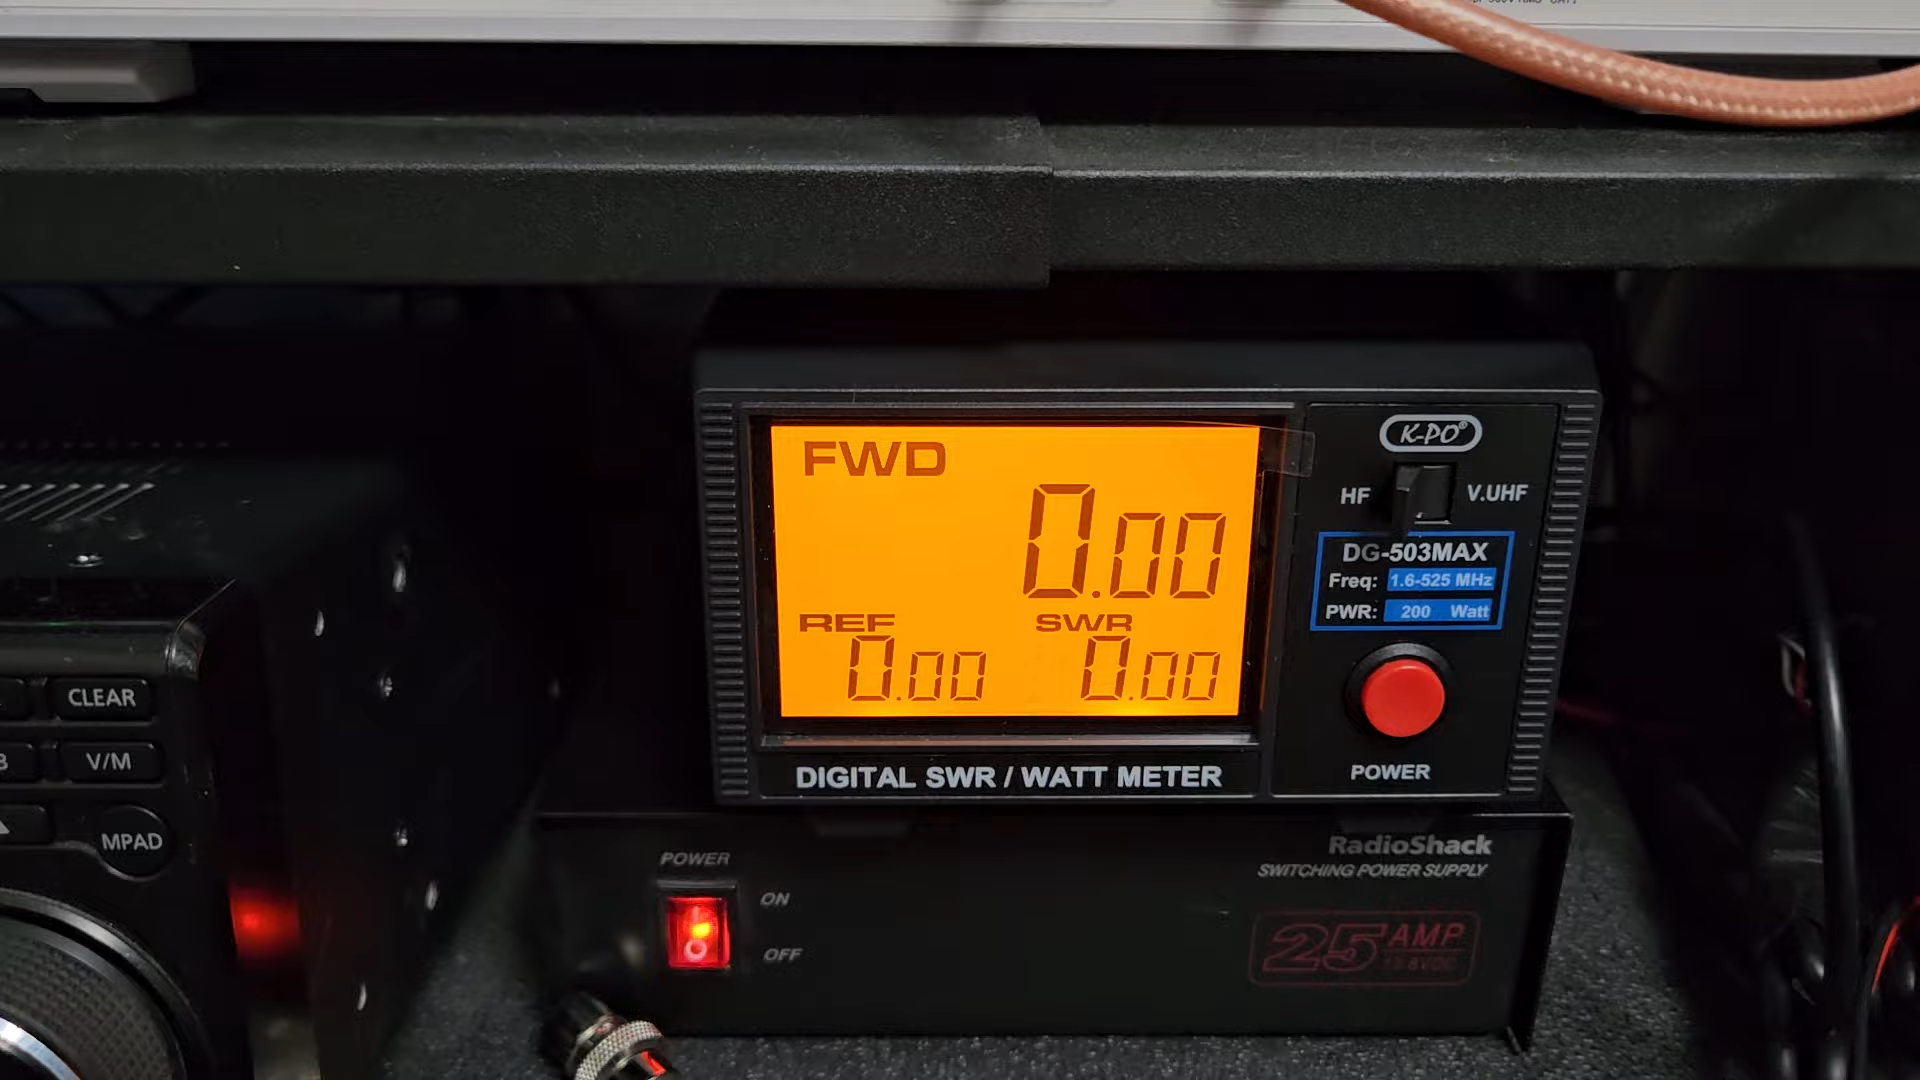 FWD
0.00
REF
0.00
SWR
0.00
DIGITAL SWR / WATT METER
K-PO®
HF
V.UHF
DG-503MAX
Freq: 1.6-525 MHz
PWR: 200 Watt
POWER
CLEAR
V/M
MPAD
POWER
ON
OFF
RadioShack
SWITCHING POWER SUPPLY
25 AMP